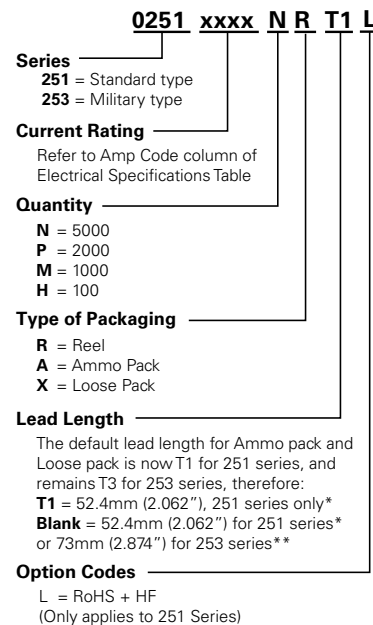 0251 xxxx N R T1 L
Series
251 = Standard type
253 = Military type
Current Rating
Refer to Amp Code column of
Electrical Specifications Table
Quantity
N = 5000
P = 2000
M = 1000
H = 100
Type of Packaging
R = Reel
A = Ammo Pack
X = Loose Pack
Lead Length
The default lead length for Ammo pack and
Loose pack is now T1 for 251 series, and
remains T3 for 253 series, therefore:
T1 = 52.4mm (2.062”), 251 series only*
Blank = 52.4mm (2.062”) for 251 series*
or 73mm (2.874”) for 253 series**
Option Codes
L = RoHS + HF
(Only applies to 251 Series)